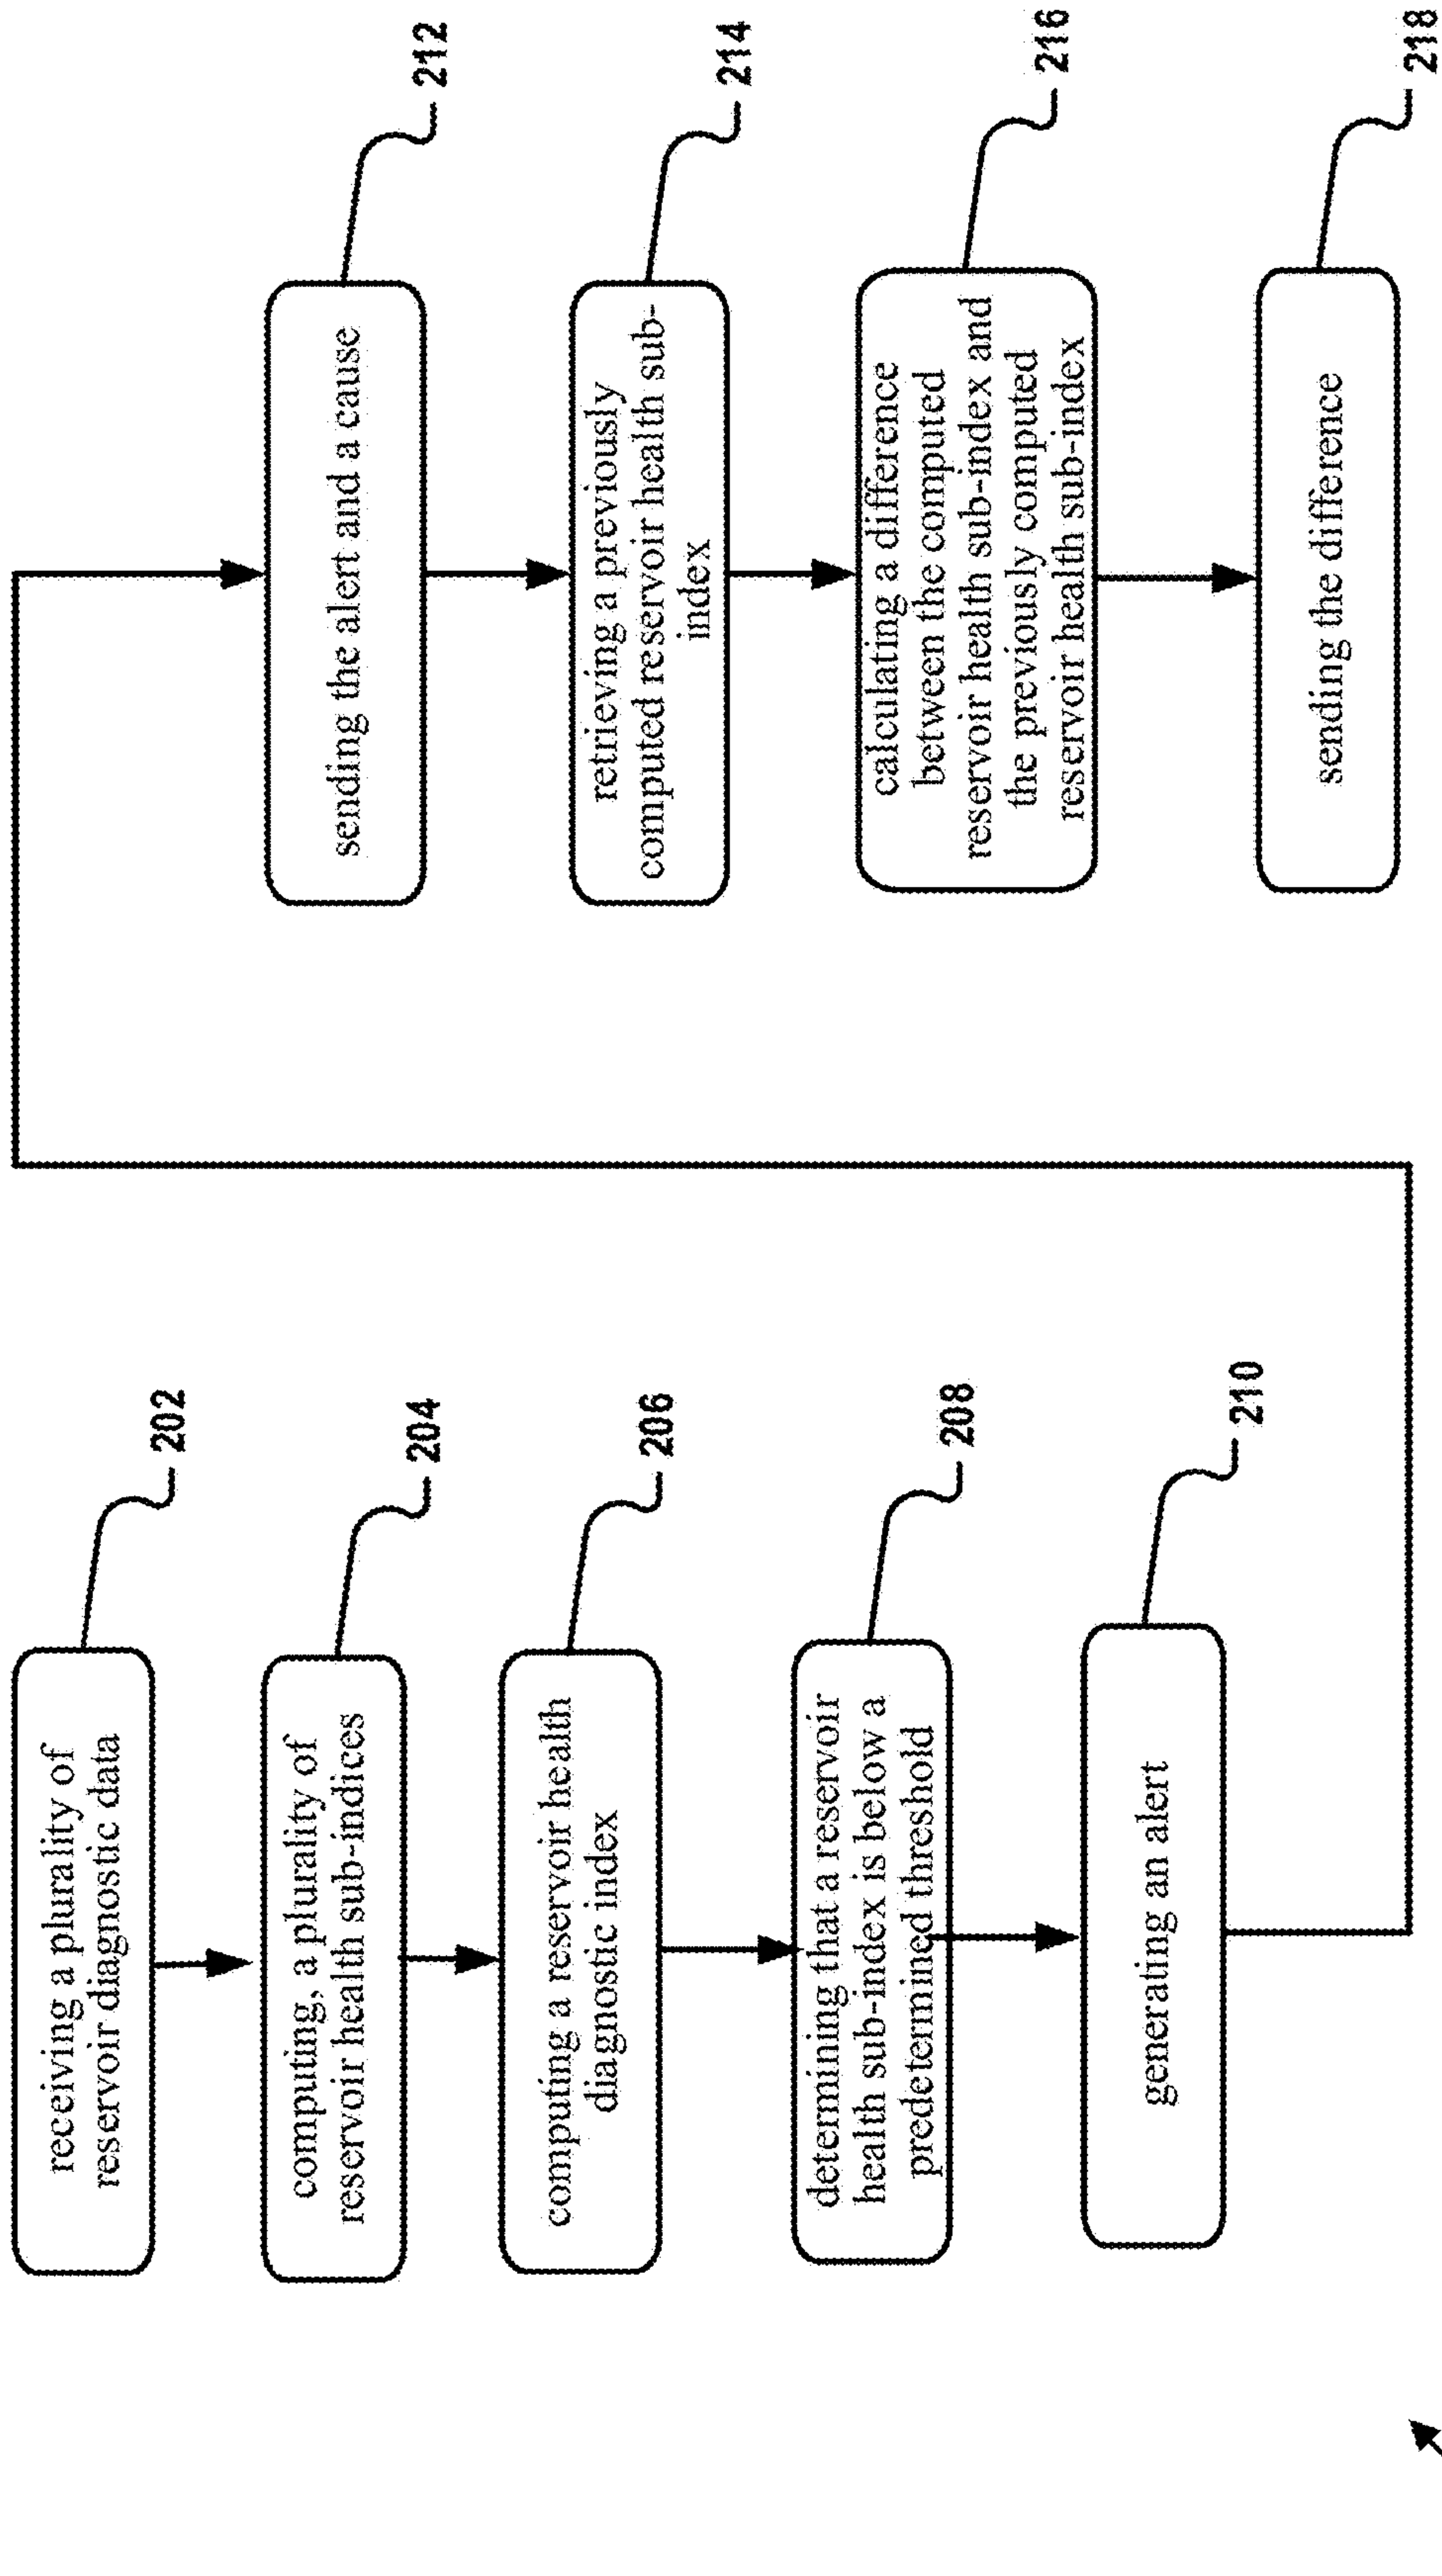 receiving a plurality of
reservoir diagnostic data
202
computing, a plurality of
reservoir health sub-indices
204
computing a reservoir health
diagnostic index
206
determining that a reservoir
health sub-index is below a
predetermined threshold
208
generating an alert
210
sending the alert and a cause
212
retrieving a previously
computed reservoir health sub-
index
214
calculating a difference
between the computed
reservoir health sub-index and
the previously computed
reservoir health sub-index
216
sending the difference
218